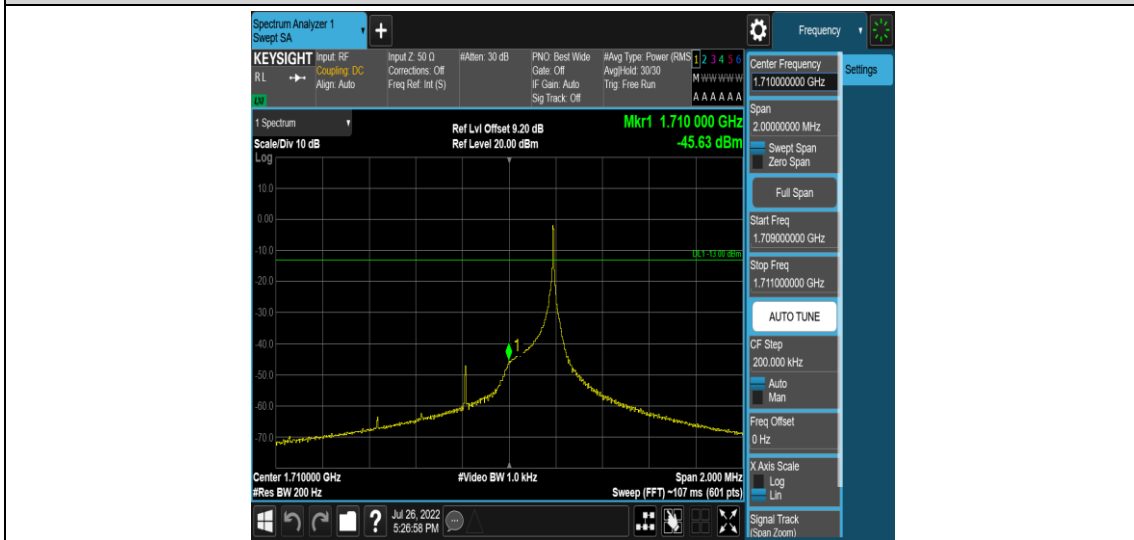 Spectrum Analyzer 1
Swept SA
Frequency
KEYSIGHT
RL
LXI
Input: RF
Coupling: DC
Align: Auto
Input Z: 50 Ω
Corrections: Off
Freq Ref: Int (S)
#Atten: 30 dB
PNO: Best Wide
Gate: Off
IF Gain: Auto
Sig Track: Off
#Avg Type: Power (RMS
Avg|Hold: 30/30
Trig: Free Run
1 2 3 4 5 6
M W W W W W
A A A A A A
1 Spectrum
Scale/Div 10 dB
Log
Ref Lvl Offset 9.20 dB
Ref Level 20.00 dBm
Mkr1 1.710 000 GHz
-45.63 dBm
10.0
0.00
-10.0
-20.0
-30.0
-40.0
-50.0
-60.0
-70.0
DL1 -13.00 dBm
1
Center 1.710000 GHz
#Res BW 200 Hz
#Video BW 1.0 kHz
Span 2.000 MHz
Sweep (FFT) ~107 ms (601 pts)
Jul 26, 2022
5:26:58 PM
Center Frequency
1.710000000 GHz
Settings
Span
2.00000000 MHz
Swept Span
Zero Span
Full Span
Start Freq
1.709000000 GHz
Stop Freq
1.711000000 GHz
AUTO TUNE
CF Step
200.000 kHz
Auto
Man
Freq Offset
0 Hz
X Axis Scale
Log
Lin
Signal Track
(Span Zoom)